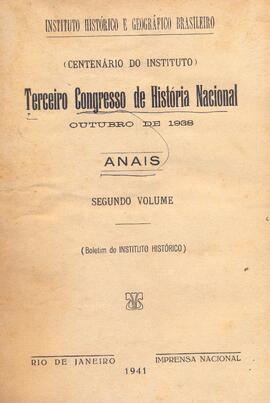 INSTITUTO HISTÓRICO E GEOGRÁFICO BRASILEIRO
(CENTENÁRIO DO INSTITUTO)
Terceiro Congresso de História Nacional
OUTUBRO DE 1938
ANAIS
SEGUNDO VOLUME
(Boletim do INSTITUTO HISTÓRICO)
RIO DE JANEIRO IMPRENSA NACIONAL
1941